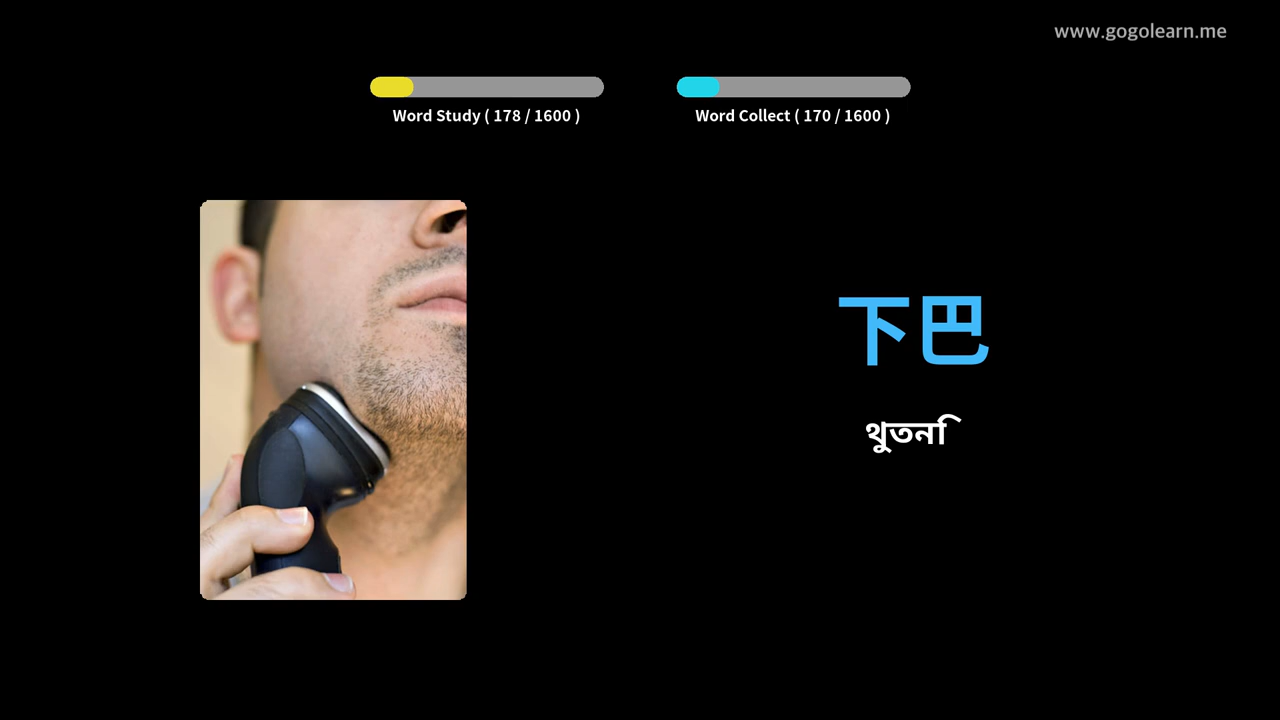 www.gogolearn.me
Word Study ( 178 / 1600 )
Word Collect ( 170 / 1600 )
下巴
থুতনি